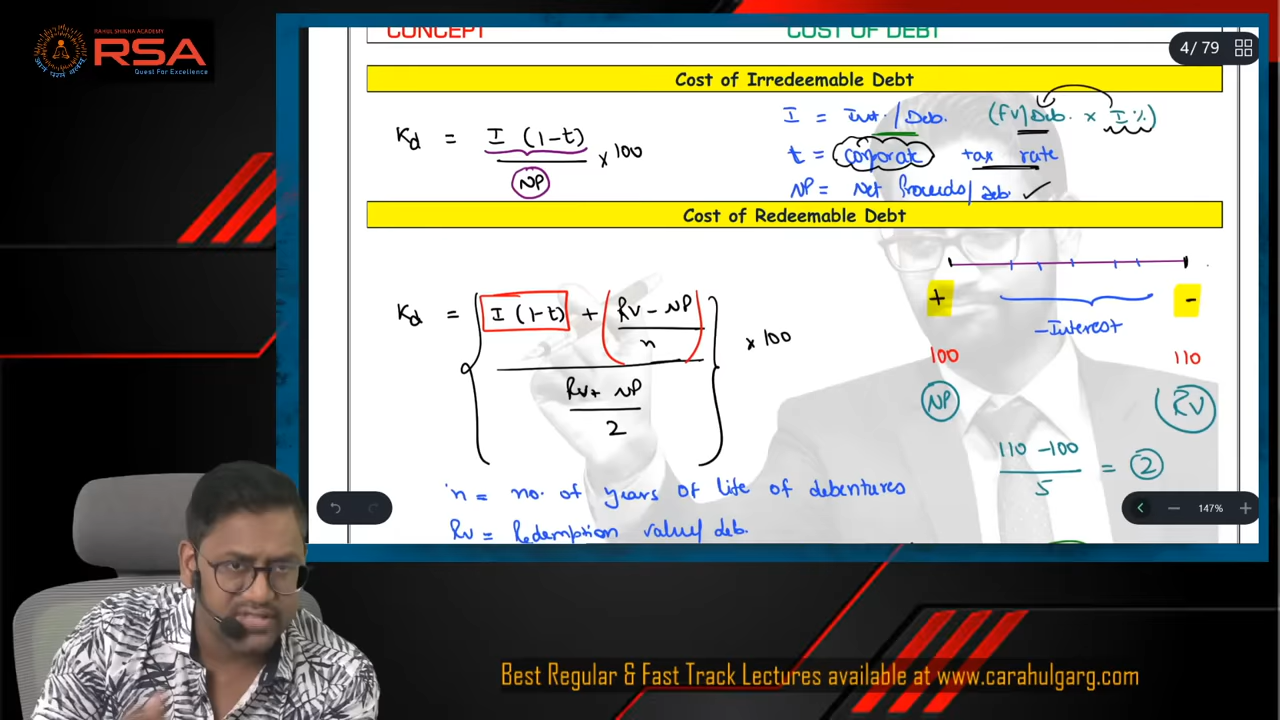 RAHUL SHIKHA ACADEMY
RSA
Quest For Excellence
CONCEPT
COST OF DEBT
4 / 79
Cost of Irredeemable Debt
Kd = I (1-t) / NP × 100
I = Int. / Deb. (FV/Deb. × I%)
t = corporate tax rate
NP = Net Proceeds/ Deb. ✓
Cost of Redeemable Debt
Kd = { I (1-t) + ( RV - NP / n ) / RV + NP / 2 } × 100
+ -
-Interest
100 110
NP RV
110 - 100 / 5 = 2
n = no. of years of life of debentures
RV = Redemption value/ deb.
147%
Best Regular & Fast Track Lectures available at www.carahulgarg.com